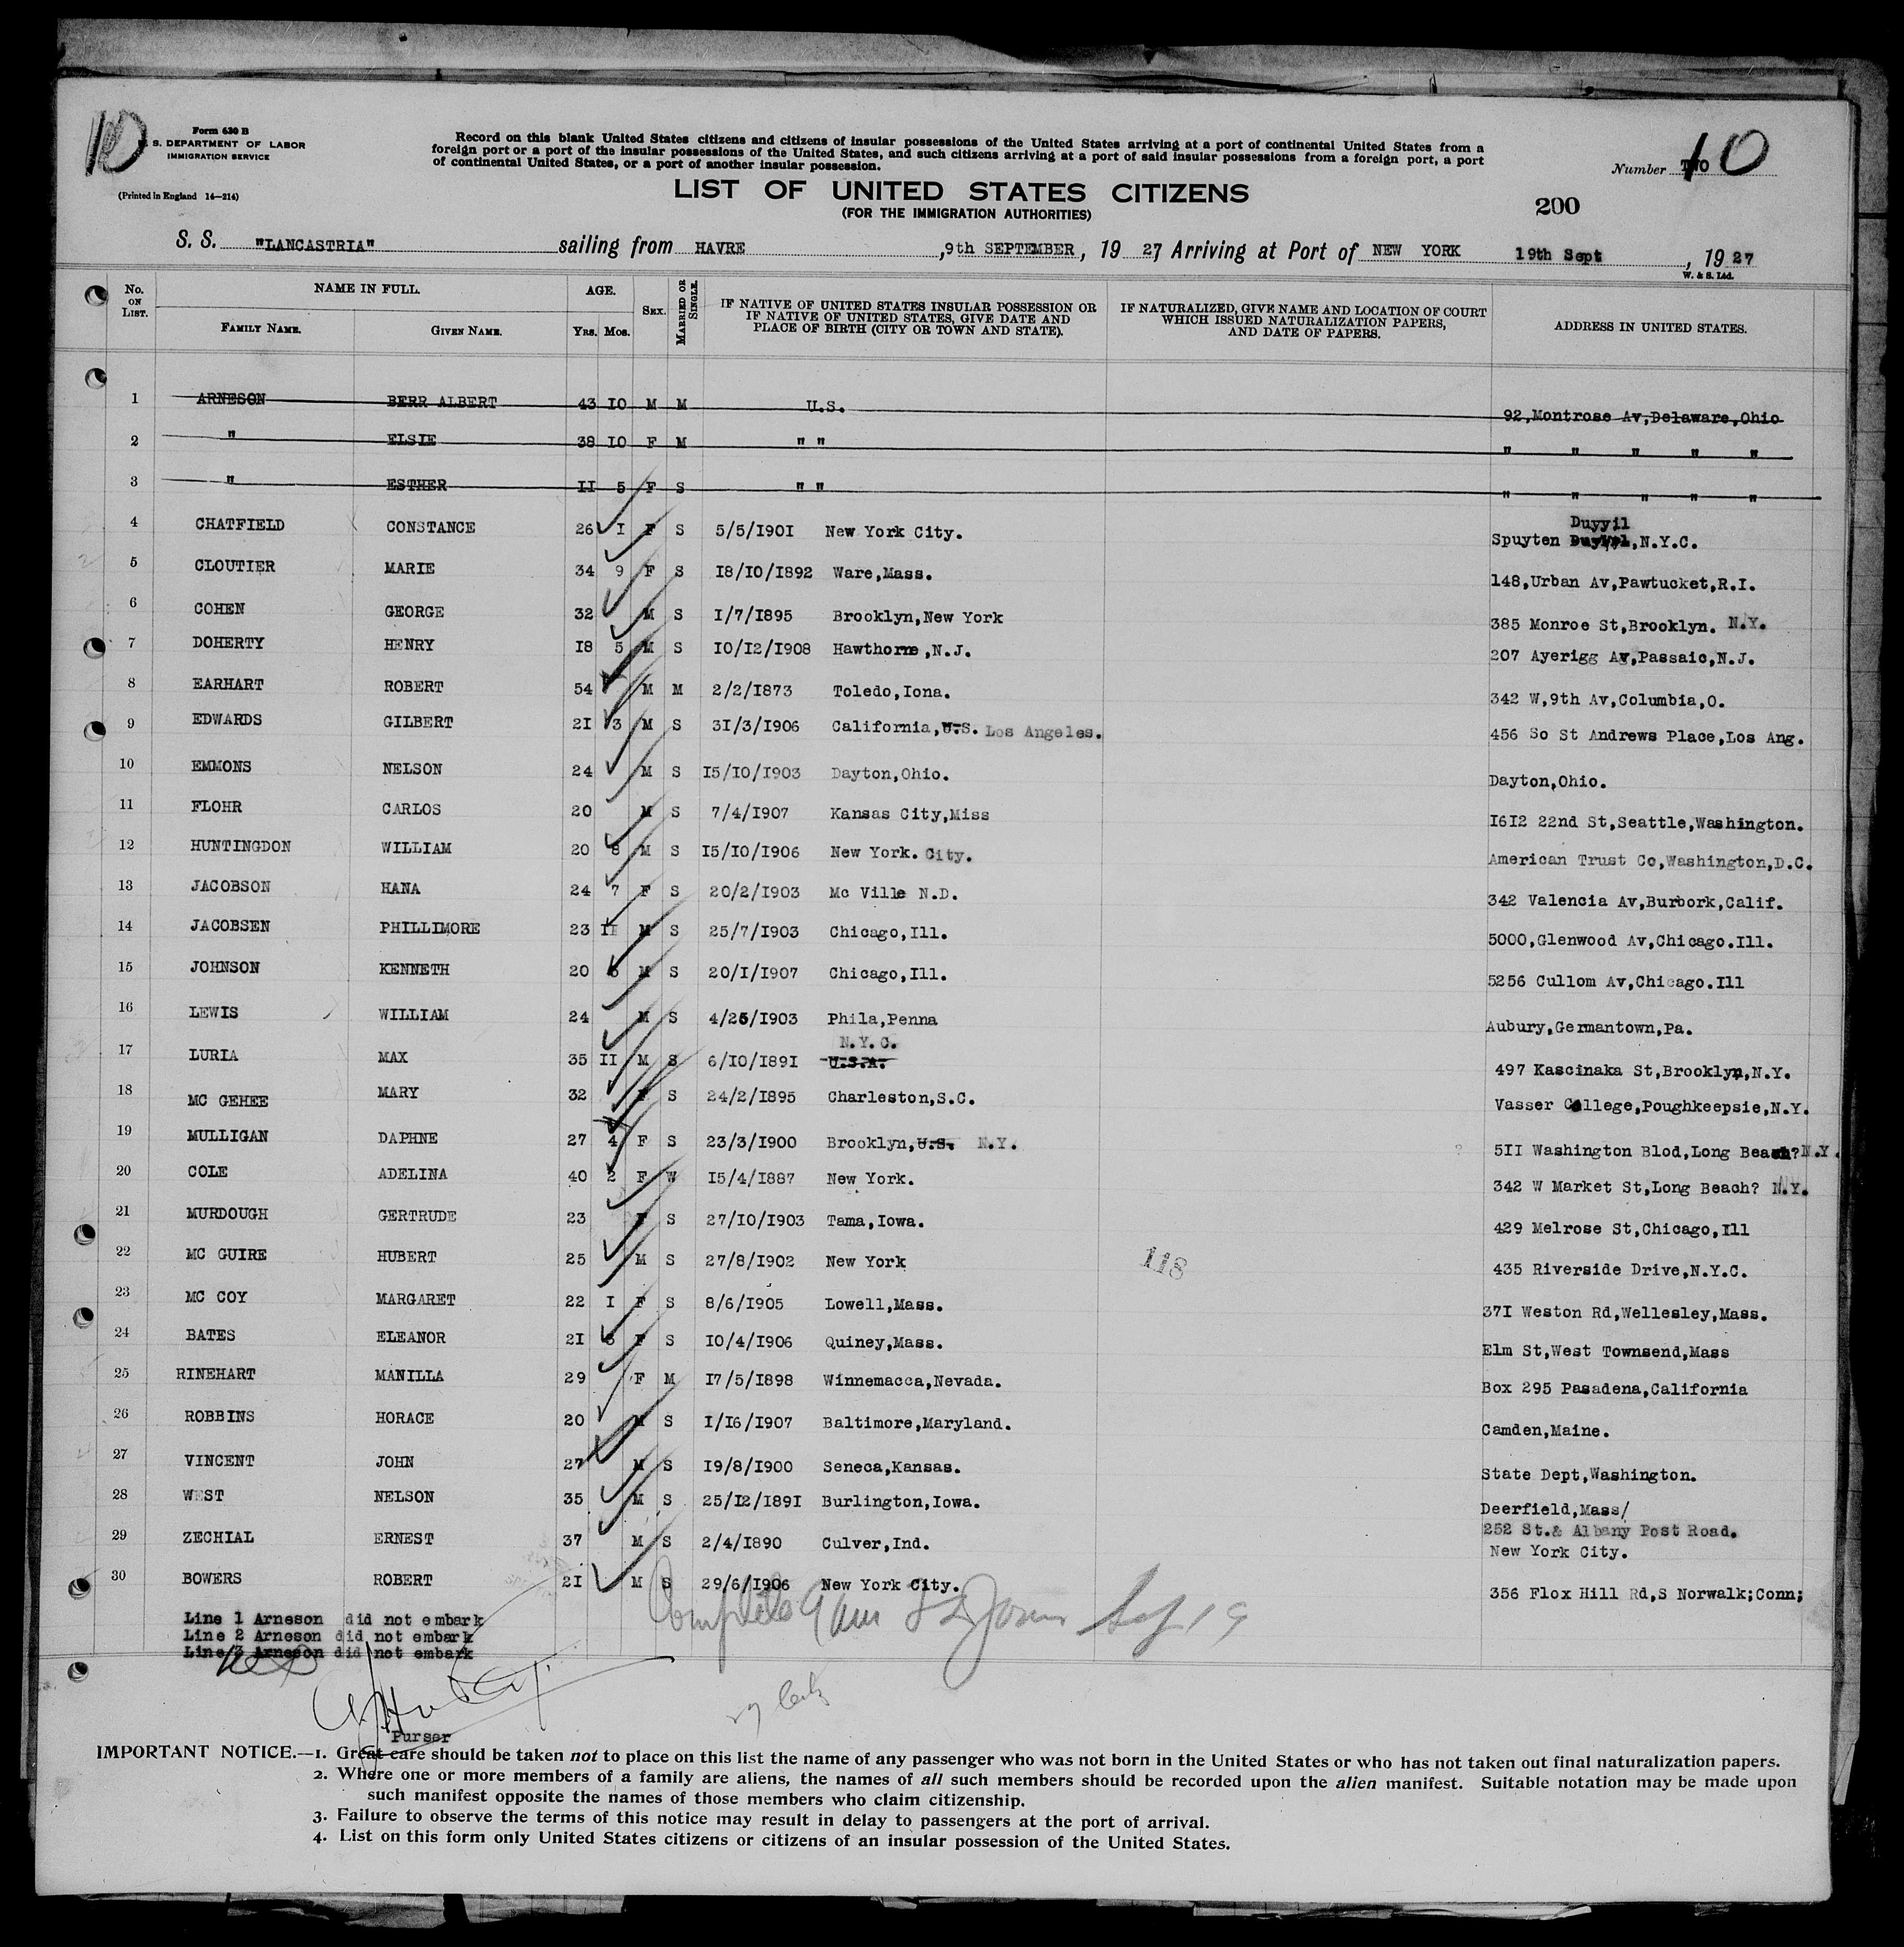 10
Form 630 B
U. S. DEPARTMENT OF LABOR
IMMIGRATION SERVICE
(Printed in England 14—214)
Record on this blank United States citizens and citizens of insular possessions of the United States arriving at a port of continental United States from a
foreign port or a port of the insular possessions of the United States, and such citizens arriving at a port of said insular possessions from a foreign port, a port
of continental United States, or a port of another insular possession.
Number TWO 10
LIST OF UNITED STATES CITIZENS
(FOR THE IMMIGRATION AUTHORITIES)
200
S. S. "LANCASTRIA" sailing from HAVRE ,9th SEPTEMBER, 19 27 Arriving at Port of NEW YORK 19th Sept , 19 27
W. & S. Ltd.
No. ON LIST. NAME IN FULL. AGE. SEX. MARRIED OR SINGLE. IF NATIVE OF UNITED STATES INSULAR POSSESSION OR IF NATIVE OF UNITED STATES, GIVE DATE AND PLACE OF BIRTH (CITY OR TOWN AND STATE). IF NATURALIZED, GIVE NAME AND LOCATION OF COURT WHICH ISSUED NATURALIZATION PAPERS, AND DATE OF PAPERS. ADDRESS IN UNITED STATES.
FAMILY NAME. GIVEN NAME. YRS. MOS.
1 ARNESON BERR ALBERT 43 10 M M U.S. 92,Montrose Av,Delaware,Ohio
2 " ELSIE 38 10 F M " " " " " " "
3 " ESTHER 11 5 F S " " " " " " "
4 CHATFIELD CONSTANCE 26 1 F S 5/5/1901 New York City. Spuyten Duyvil Duyyil,N.Y.C.
5 CLOUTIER MARIE 34 9 F S 18/10/1892 Ware,Mass. 148,Urban Av,Pawtucket,R.I.
6 COHEN GEORGE 32 M S 1/7/1895 Brooklyn,New York 385 Monroe St,Brooklyn. N.Y.
7 DOHERTY HENRY 18 5 M S 10/12/1908 Hawthorne,N.J. 207 Ayerigg Av,Passaic,N.J.
8 EARHART ROBERT 54 M M 2/2/1873 Toledo,Iona. 342 W,9th Av,Columbia,O.
9 EDWARDS GILBERT 21 3 M S 31/3/1906 California,U.S. Los Angeles. 456 So St Andrews Place,Los Ang.
10 EMMONS NELSON 24 M S 15/10/1903 Dayton,Ohio. Dayton,Ohio.
11 FLOHR CARLOS 20 M S 7/4/1907 Kansas City,Miss 1612 22nd St,Seattle,Washington.
12 HUNTINGDON WILLIAM 20 8 M S 15/10/1906 New York. City. American Trust Co,Washington,D.C.
13 JACOBSON HANA 24 7 F S 20/2/1903 Mc Ville N.D. 342 Valencia Av,Burbork,Calif.
14 JACOBSEN PHILLIMORE 23 11 M S 25/7/1903 Chicago,Ill. 5000,Glenwood Av,Chicago.Ill.
15 JOHNSON KENNETH 20 6 M S 20/1/1907 Chicago,Ill. 5256 Cullom Av,Chicago.Ill
16 LEWIS WILLIAM 24 M S 4/25/1903 Phila,Penna Aubury,Germantown,Pa.
17 LURIA MAX 35 11 M S 6/10/1891 U.S.A. N.Y.C. 497 Kascinaka St,Brooklyn,N.Y.
18 MC GEHEE MARY 32 F S 24/2/1895 Charleston,S.C. Vasser College,Poughkeepsie,N.Y.
19 MULLIGAN DAPHNE 27 4 F S 23/3/1900 Brooklyn,U.S. N.Y. ? 511 Washington Blod,Long Beach?N.Y.
20 COLE ADELINA 40 2 F W 15/4/1887 New York. 342 W Market St,Long Beach? N.Y.
21 MURDOUGH GERTRUDE 23 F S 27/10/1903 Tama,Iowa. 429 Melrose St,Chicago,Ill
22 MC GUIRE HUBERT 25 M S 27/8/1902 New York 118 435 Riverside Drive,N.Y.C.
23 MC COY MARGARET 22 1 F S 8/6/1905 Lowell,Mass. 371 Weston Rd,Wellesley,Mass.
24 BATES ELEANOR 21 6 F S 10/4/1906 Quiney,Mass. Elm St,West Townsend,Mass
25 RINEHART MANILLA 29 F M 17/5/1898 Winnemacca,Nevada. Box 295 Pasadena,California
26 ROBBINS HORACE 20 M S 1/16/1907 Baltimore,Maryland. Camden,Maine.
27 VINCENT JOHN 27 M S 19/8/1900 Seneca,Kansas. State Dept,Washington.
28 WEST NELSON 35 M S 25/12/1891 Burlington,Iowa. Deerfield,Mass/
29 ZECHIAL ERNEST 37 M S 2/4/1890 Culver,Ind. 252 St.& Albany Post Road. New York City.
30 BOWERS ROBERT 21 M S 29/6/1906 New York City. 356 Flox Hill Rd,S Norwalk;Conn;
Line 1 Arneson did not embark
Line 2 Arneson did not embark
Line 3 Arneson did not embark
Sep 19
Purser
IMPORTANT NOTICE.—1. Great care should be taken not to place on this list the name of any passenger who was not born in the United States or who has not taken out final naturalization papers.
2. Where one or more members of a family are aliens, the names of all such members should be recorded upon the alien manifest. Suitable notation may be made upon
such manifest opposite the names of those members who claim citizenship.
3. Failure to observe the terms of this notice may result in delay to passengers at the port of arrival.
4. List on this form only United States citizens or citizens of an insular possession of the United States.